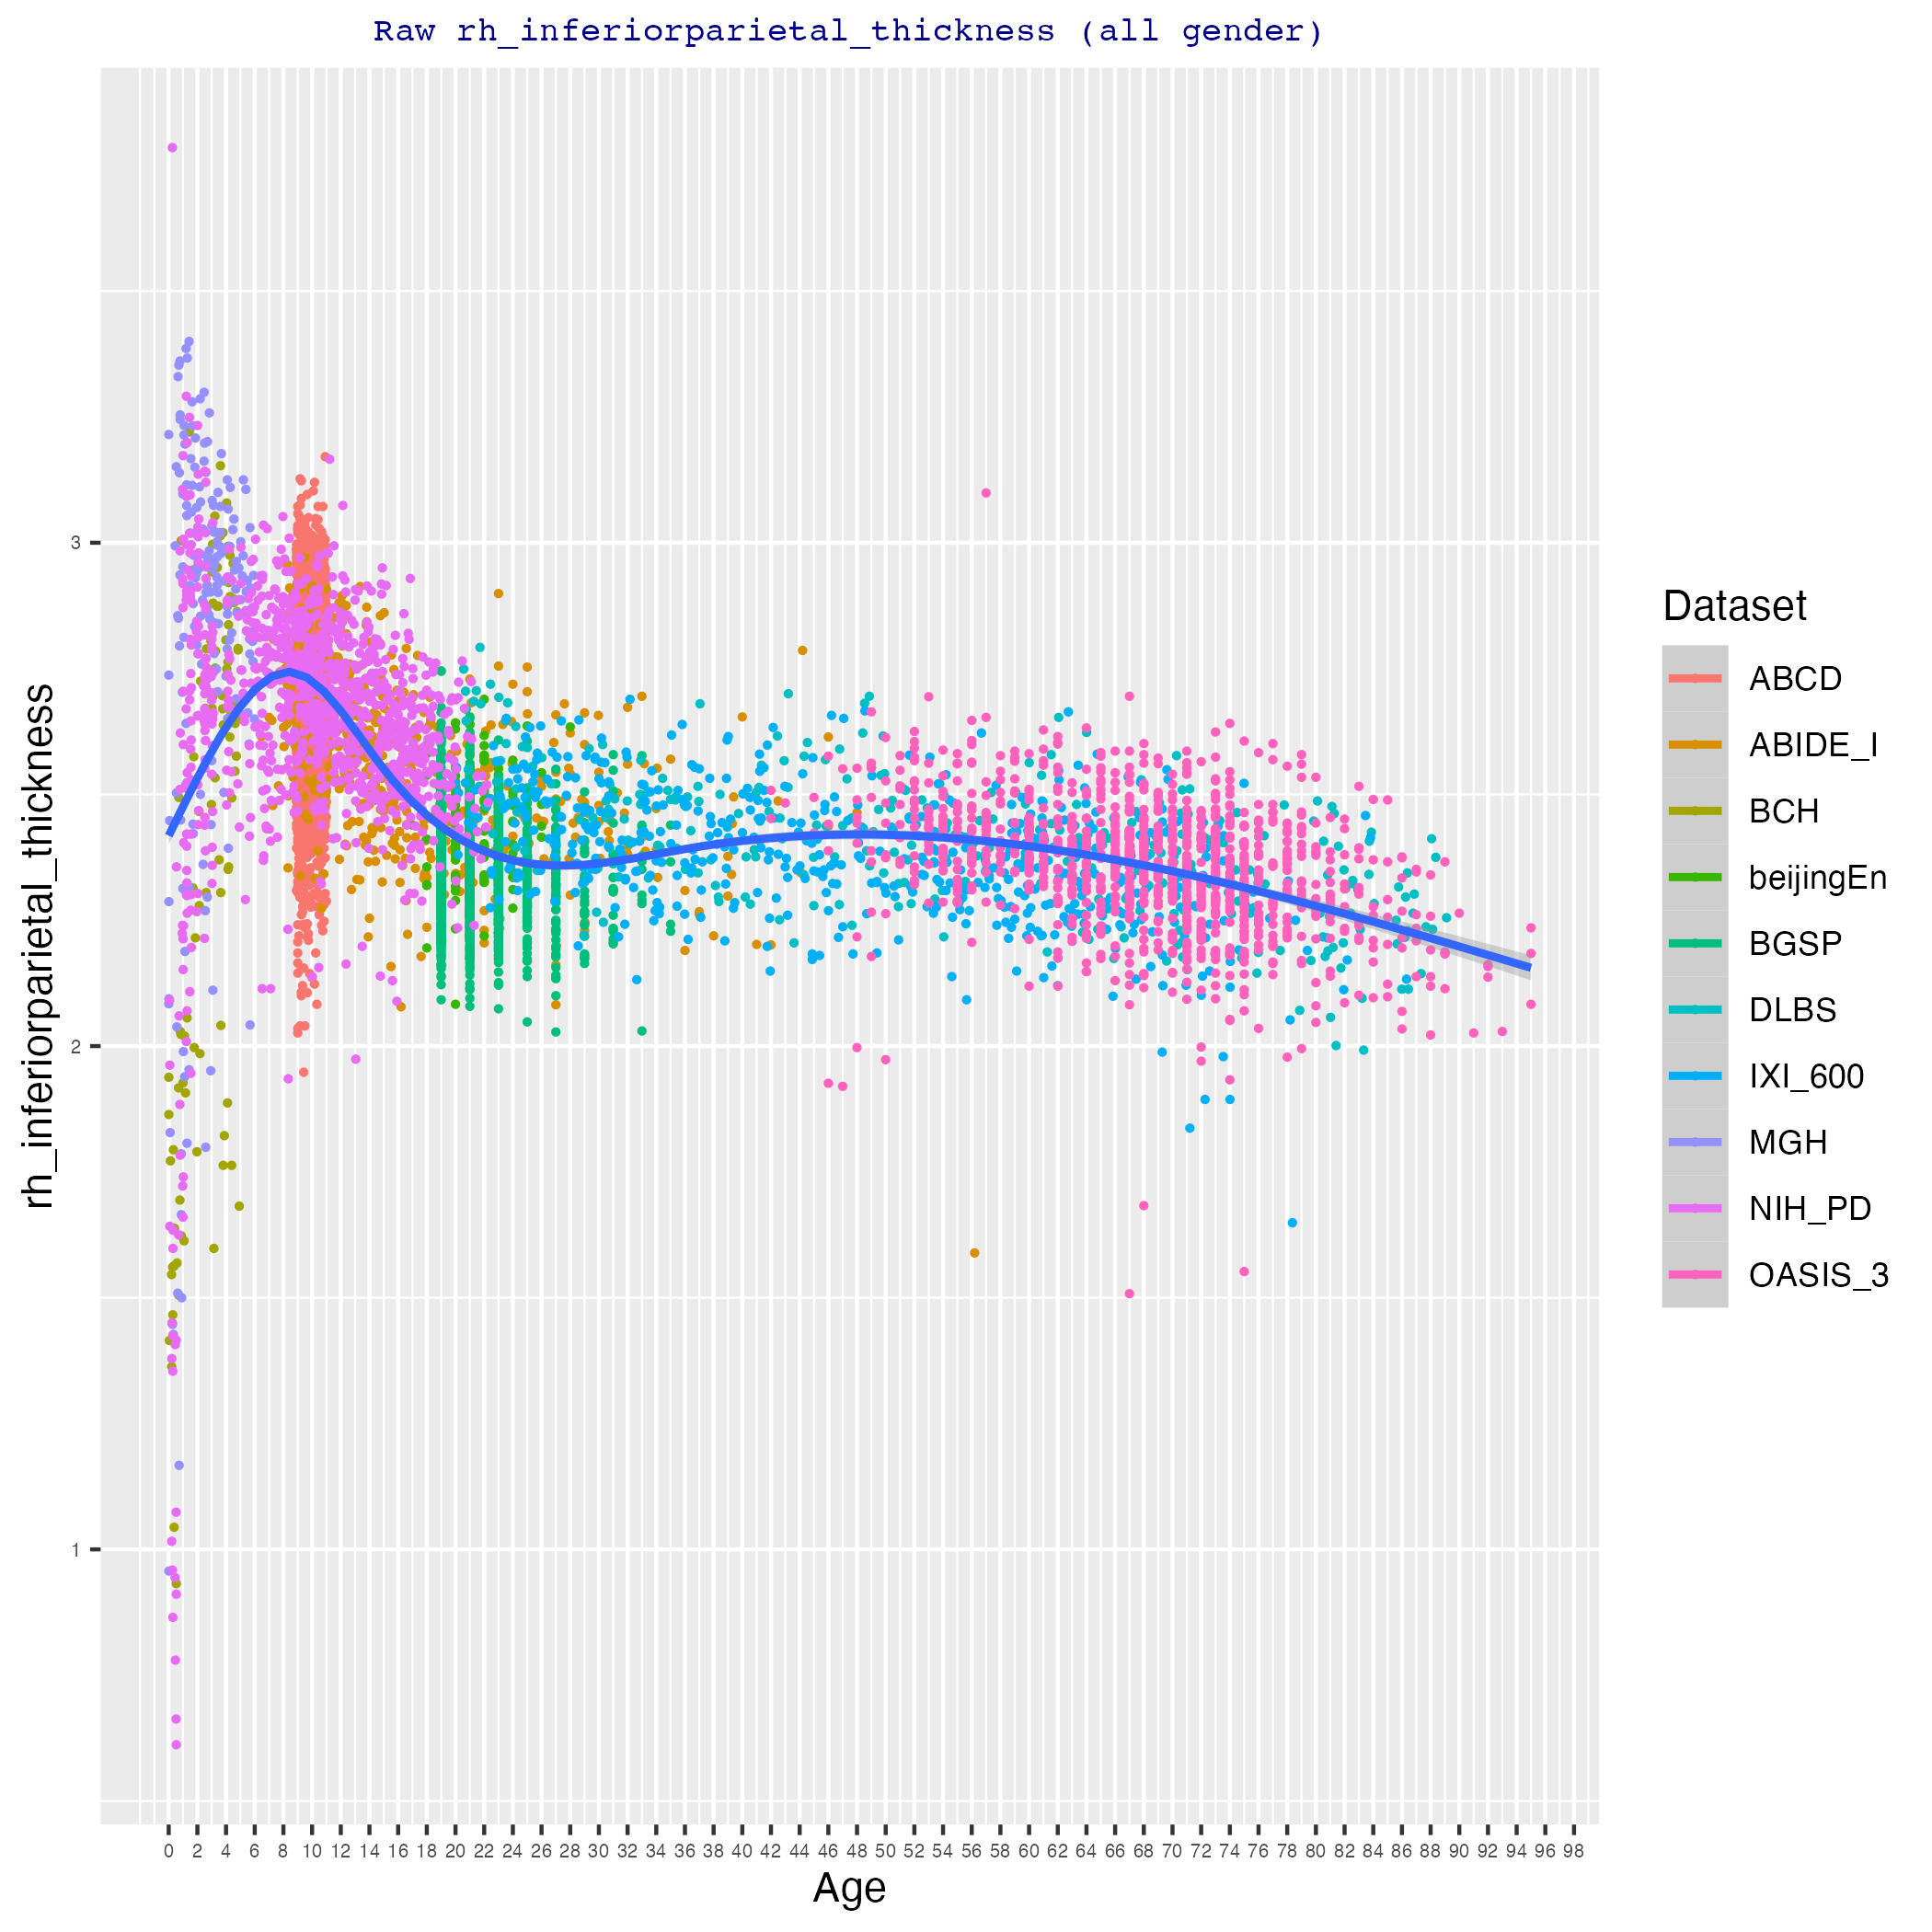 Raw rh_inferiorparietal_thickness (all gender)
rh_inferiorparietal_thickness
3
2
1
0 2 4 6 8 10 12 14 16 18 20 22 24 26 28 30 32 34 36 38 40 42 44 46 48 50 52 54 56 58 60 62 64 66 68 70 72 74 76 78 80 82 84 86 88 90 92 94 96 98
Age
Dataset
ABCD
ABIDE_I
BCH
beijingEn
BGSP
DLBS
IXI_600
MGH
NIH_PD
OASIS_3